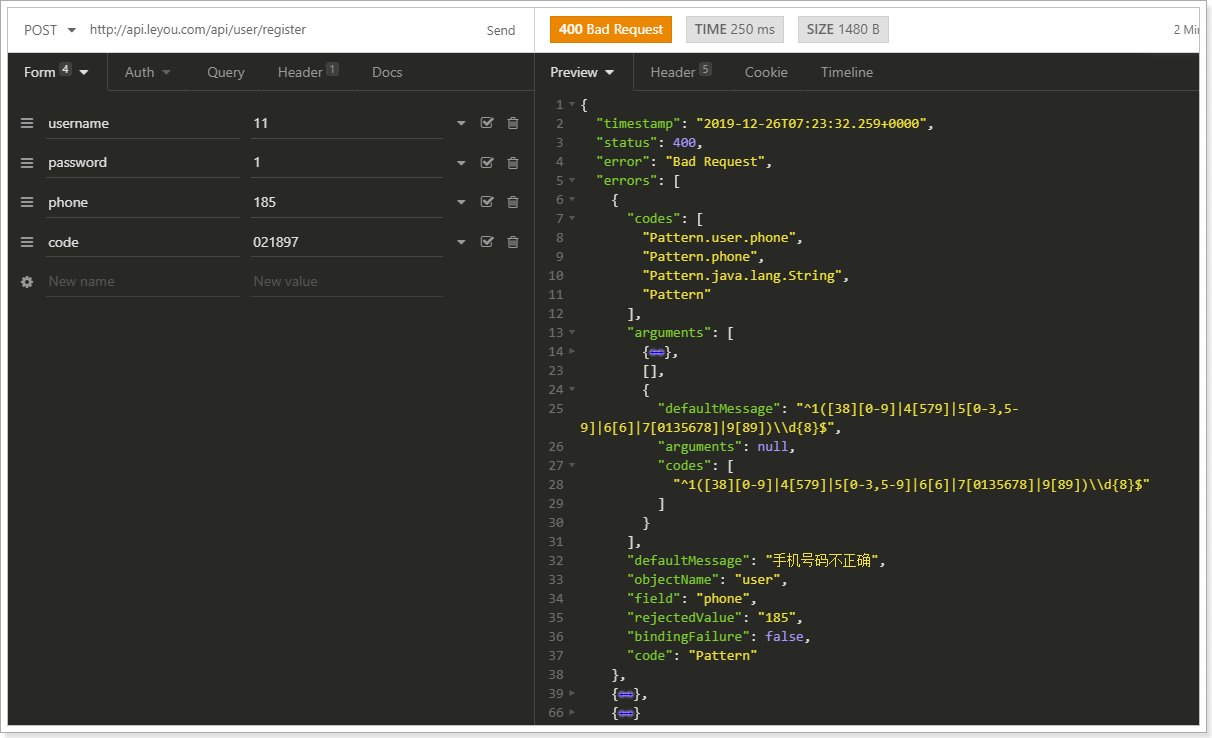 POST http://api.leyou.com/api/user/register Send 400 Bad Request TIME 250 ms SIZE 1480 B 2 Min
Form 4 Auth Query Header 1 Docs
username 11
password 1
phone 185
code 021897
New name New value
Preview Header 5 Cookie Timeline
1 {
2 "timestamp": "2019-12-26T07:23:32.259+0000",
3 "status": 400,
4 "error": "Bad Request",
5 "errors": [
6 {
7 "codes": [
8 "Pattern.user.phone",
9 "Pattern.phone",
10 "Pattern.java.lang.String",
11 "Pattern"
12 ],
13 "arguments": [
14 {↔},
23 [],
24 {
25 "defaultMessage": "^1([38][0-9]|4[579]|5[0-3,5-
9]|6[6]|7[0135678]|9[89])\\d{8}$",
26 "arguments": null,
27 "codes": [
28 "^1([38][0-9]|4[579]|5[0-3,5-9]|6[6]|7[0135678]|9[89])\\d{8}$"
29 ]
30 }
31 ],
32 "defaultMessage": "手机号码不正确",
33 "objectName": "user",
34 "field": "phone",
35 "rejectedValue": "185",
36 "bindingFailure": false,
37 "code": "Pattern"
38 },
39 {↔},
66 {↔}